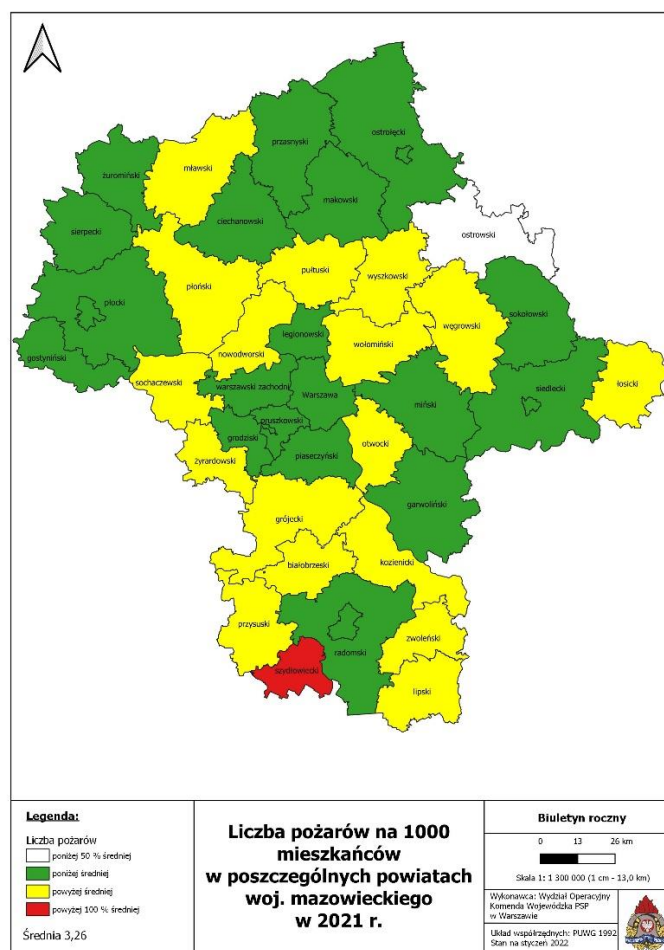 ostrołęcki
przasnyski
mławski
żuromiński
makowski
ciechanowski
sierpecki
ostrowski
pułtuski
wyszkowski
płoński
płocki
sokołowski
węgrowski
legionowski
wołomiński
gostyniński
nowodworski
sochaczewski
warszawski zachodni
Warszawa
miński
siedlecki
łosicki
pruszkowski
grodziski
otwocki
piaseczyński
żyrardowski
garwoliński
grójecki
białobrzeski
kozienicki
przysuski
zwoleński
radomski
szydłowiecki
lipski
Legenda:
Liczba pożarów
poniżej 50 % średniej
poniżej średniej
powyżej średniej
powyżej 100 % średniej
Średnia 3,26
Liczba pożarów na 1000
mieszkańców
w poszczególnych powiatach
woj. mazowieckiego
w 2021 r.
Biuletyn roczny
0 13 26 km
Skala 1: 1 300 000 (1 cm - 13,0 km)
Wykonawca: Wydział Operacyjny
Komenda Wojewódzka PSP
w Warszawie
Układ współrzędnych: PUWG 1992
Stan na styczeń 2022